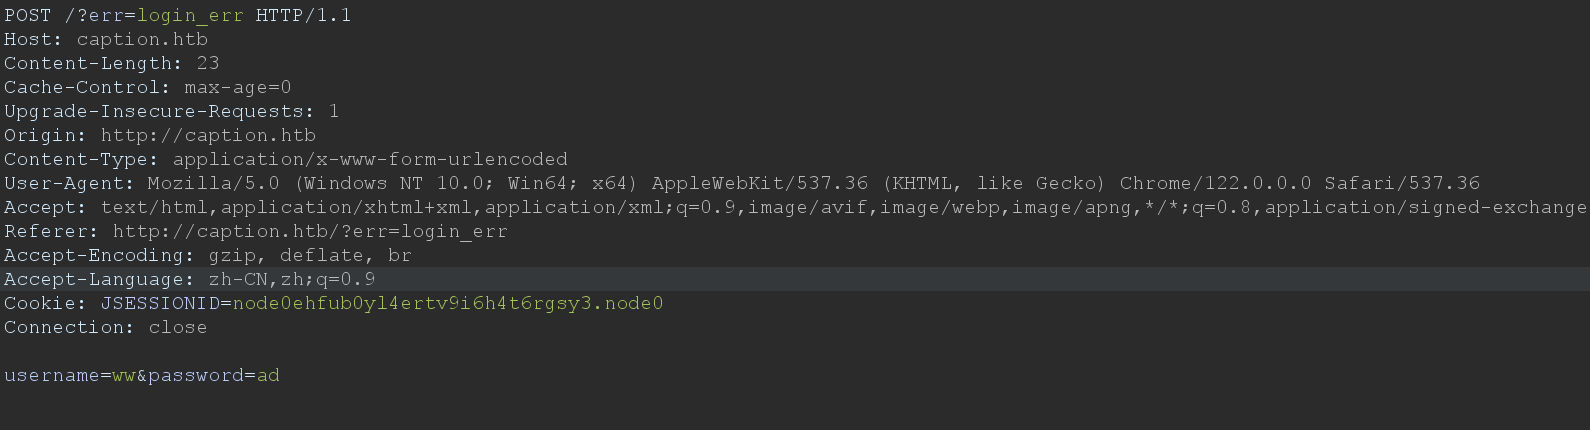 POST /?err=login_err HTTP/1.1
Host: caption.htb
Content-Length: 23
Cache-Control: max-age=0
Upgrade-Insecure-Requests: 1
Origin: http://caption.htb
Content-Type: application/x-www-form-urlencoded
User-Agent: Mozilla/5.0 (Windows NT 10.0; Win64; x64) AppleWebKit/537.36 (KHTML, like Gecko) Chrome/122.0.0.0 Safari/537.36
Accept: text/html,application/xhtml+xml,application/xml;q=0.9,image/avif,image/webp,image/apng,*/*;q=0.8,application/signed-exchange
Referer: http://caption.htb/?err=login_err
Accept-Encoding: gzip, deflate, br
Accept-Language: zh-CN,zh;q=0.9
Cookie: JSESSIONID=node0ehfub0yl4ertv9i6h4t6rgsy3.node0
Connection: close
username=ww&password=ad